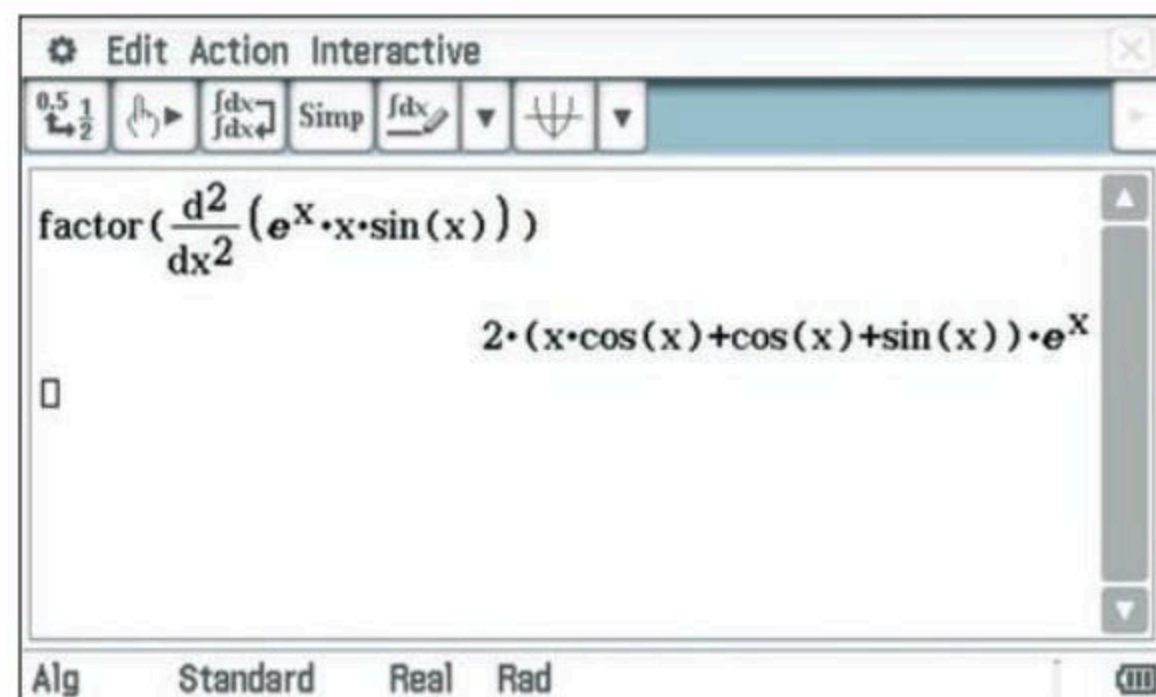 Edit Action Interactive
0.5 1 2 ∫dx ∫dx Simp ∫dx
factor(d²/dx²(e^x·x·sin(x)))
2·(x·cos(x)+cos(x)+sin(x))·e^x
Alg Standard Real Rad